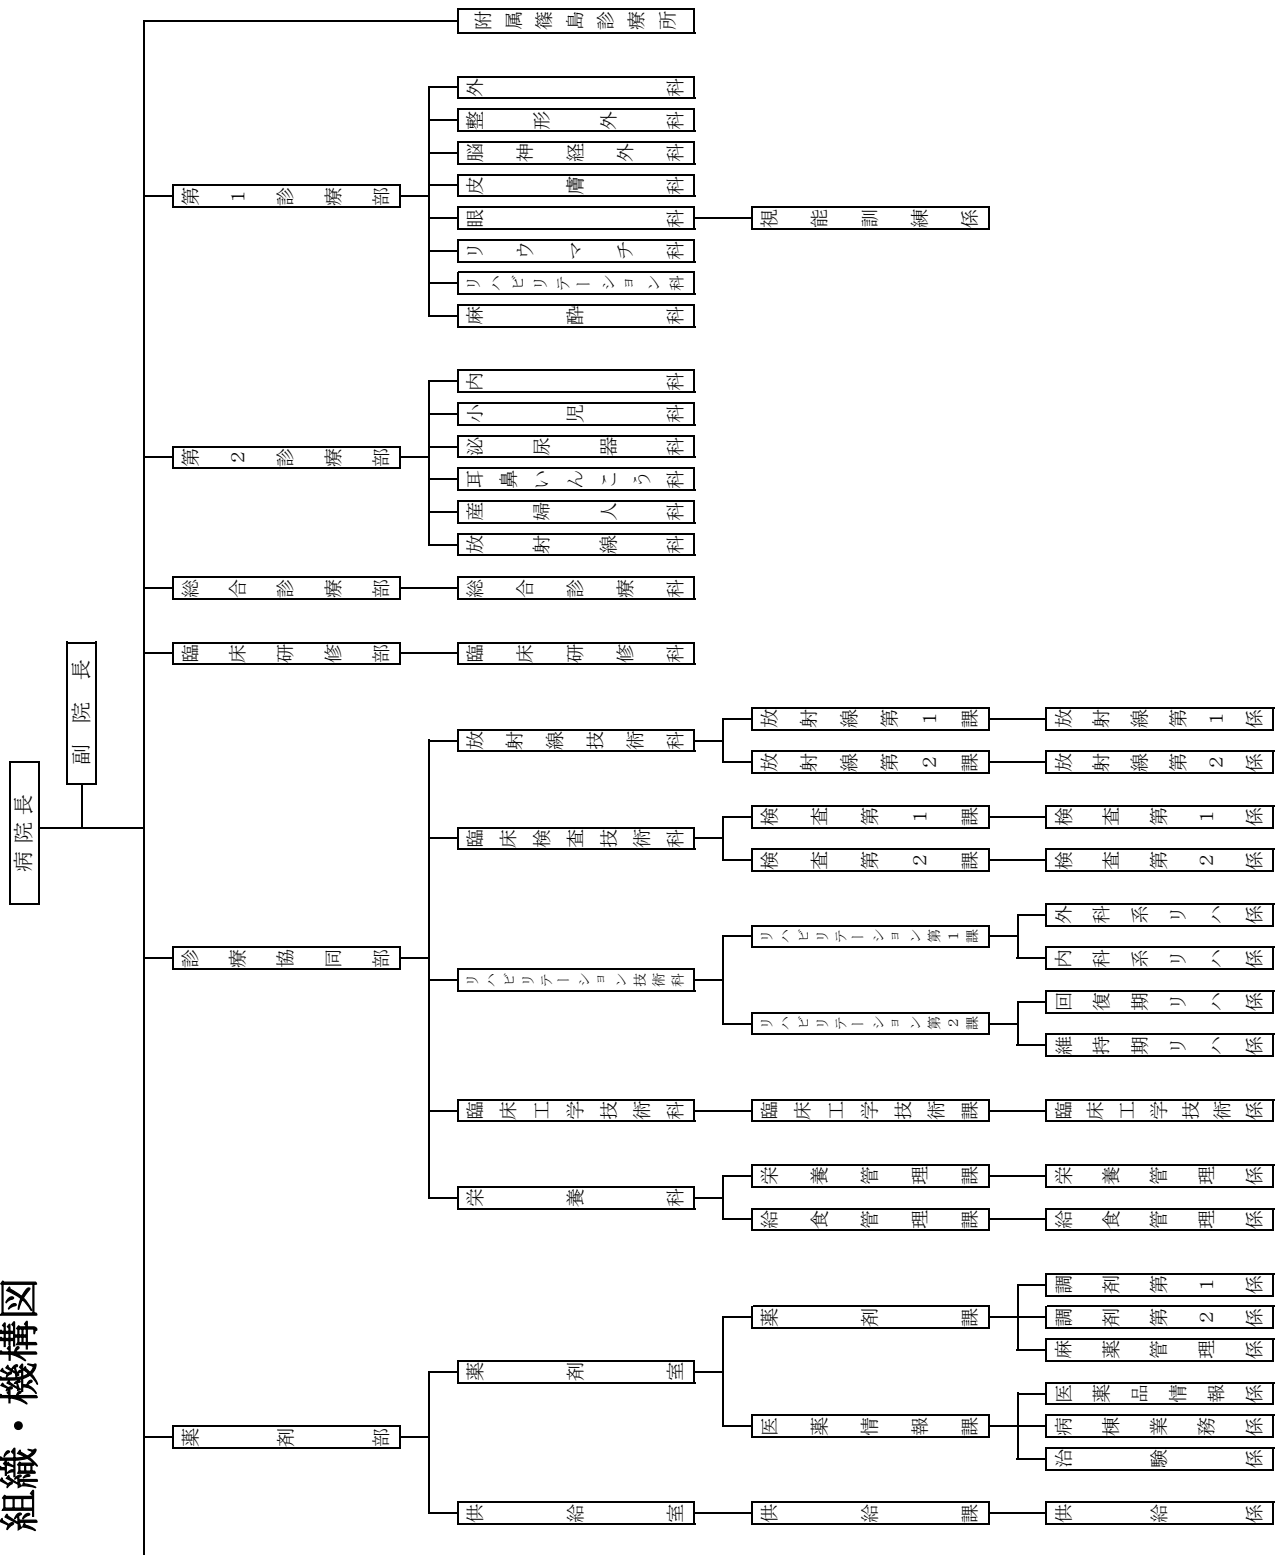 組織・機構図
病院長
副院長
附属篠島診療所
第1診療部
外科
整形外科
脳神経外科
皮膚科
眼科
視能訓練係
リウマチ科
リハビリテーション科
麻酔科
第2診療部
内科
小児科
泌尿器科
耳鼻いんこう科
産婦人科
放射線科
総合診療部
総合診療科
臨床研修部
臨床研修科
診療協同部
放射線技術科
放射線第1課
放射線第1係
放射線第2課
放射線第2係
臨床検査技術科
検査第1課
検査第1係
検査第2課
検査第2係
リハビリテーション技術科
リハビリテーション第1課
外科系リハ係
内科系リハ係
リハビリテーション第2課
回復期リハ係
維持期リハ係
臨床工学技術科
臨床工学技術課
臨床工学技術係
栄養科
栄養管理課
栄養管理係
給食管理課
給食管理係
薬剤部
薬剤室
薬剤課
調剤第1係
調剤第2係
麻薬管理係
医薬情報課
医薬品情報係
病棟業務係
治験係
供給室
供給課
供給係